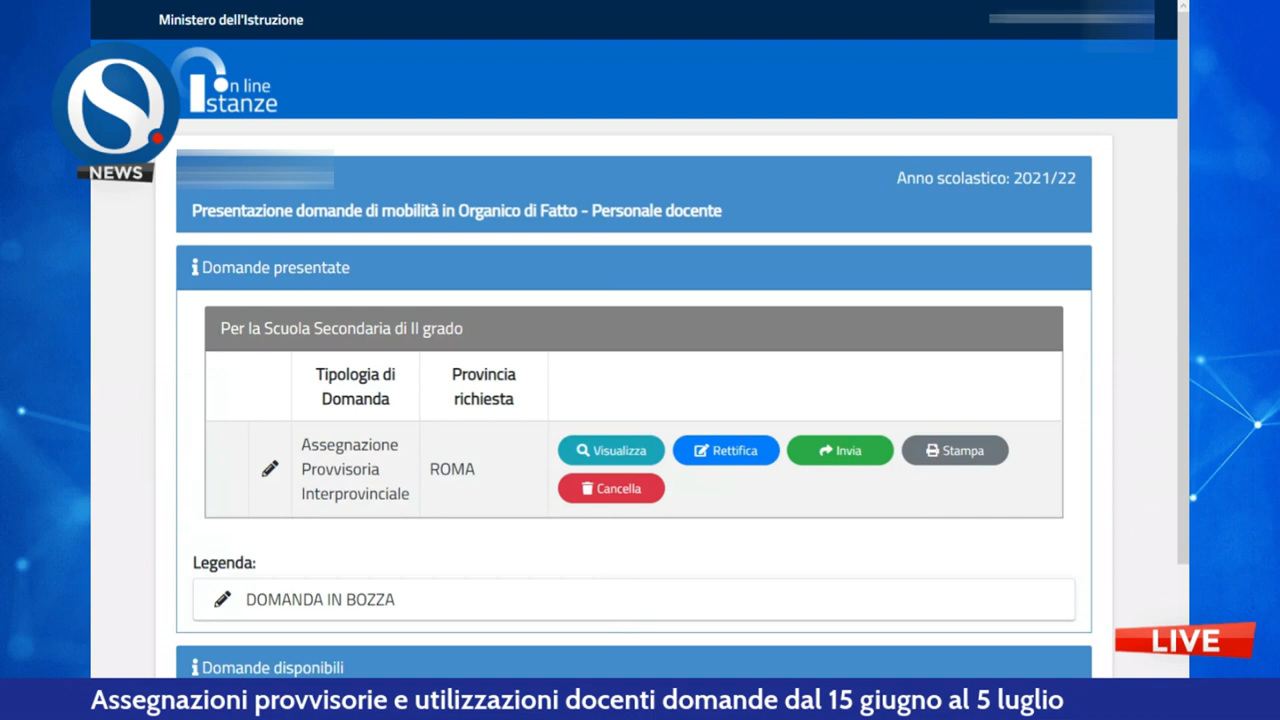 Ministero dell'Istruzione
On line
Istanze
NEWS
Anno scolastico: 2021/22
Presentazione domande di mobilità in Organico di Fatto - Personale docente
Domande presentate
Per la Scuola Secondaria di II grado
Tipologia di
Domanda
Provincia
richiesta
Assegnazione
Provvisoria
Interprovinciale
ROMA
Visualizza
Rettifica
Invia
Stampa
Cancella
Legenda:
DOMANDA IN BOZZA
LIVE
Domande disponibili
Assegnazioni provvisorie e utilizzazioni docenti domande dal 15 giugno al 5 luglio